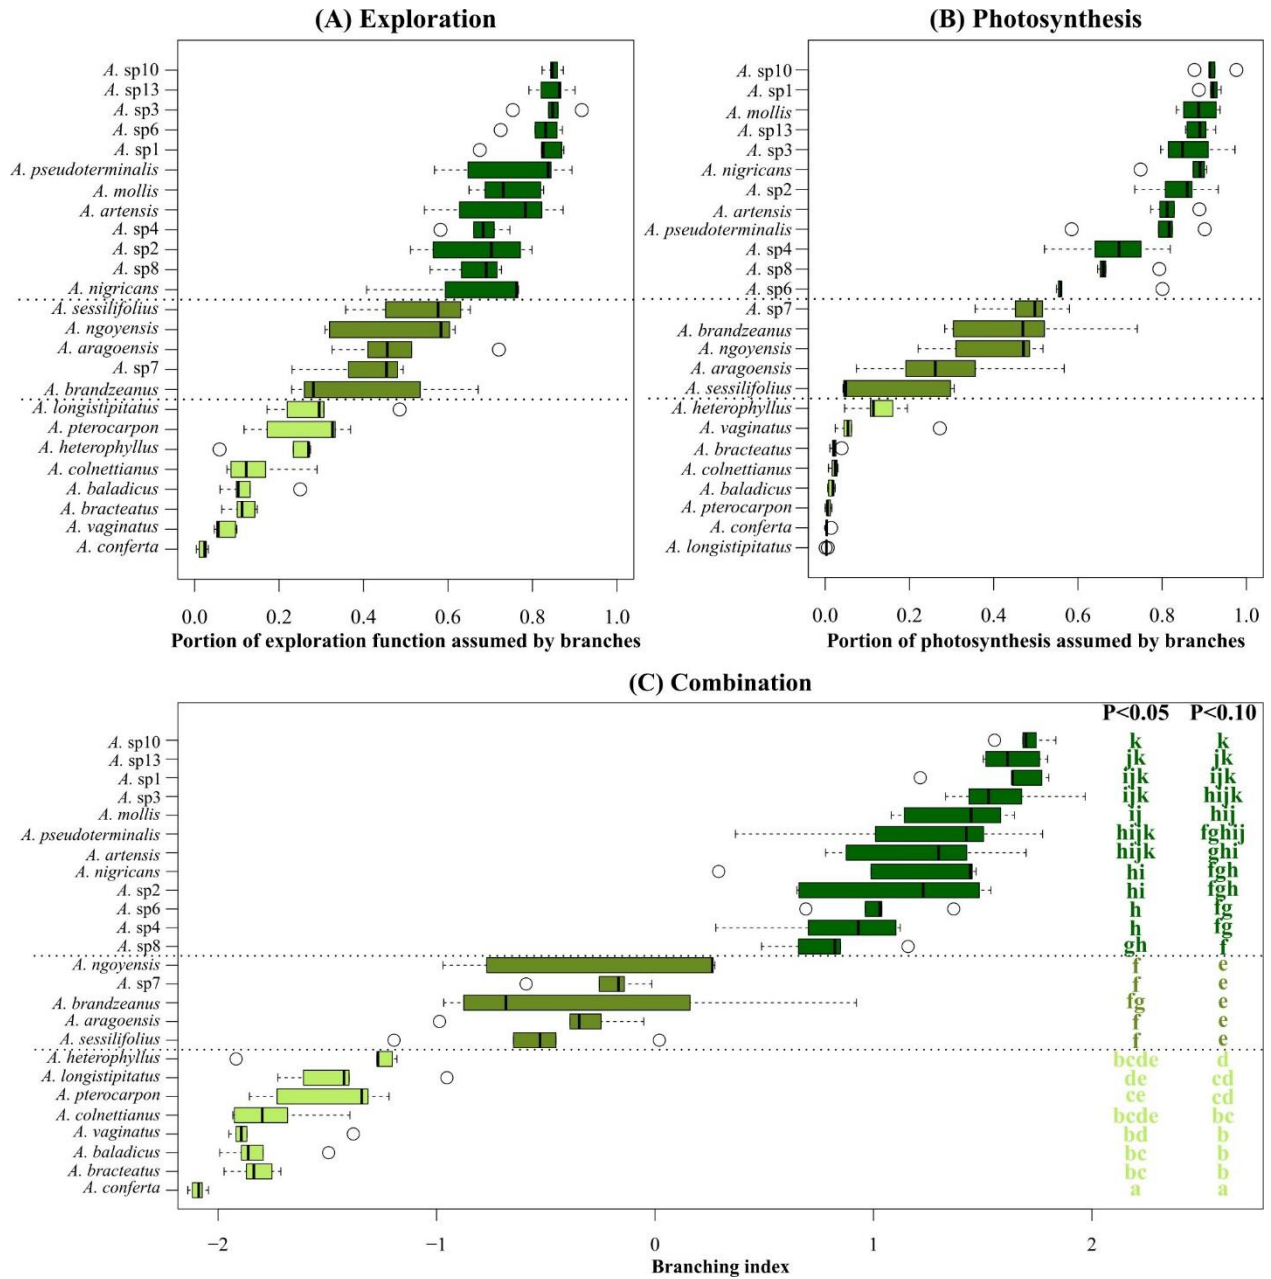 (A) Exploration
A. sp10
A. sp13
A. sp3
A. sp6
A. sp1
A. pseudoterminalis
A. mollis
A. artensis
A. sp4
A. sp2
A. sp8
A. nigricans
A. sessilifolius
A. ngoyensis
A. aragoensis
A. sp7
A. brandzeanus
A. longistipitatus
A. pterocarpon
A. heterophyllus
A. colnettianus
A. baladicus
A. bracteatus
A. vaginatus
A. conferta
0.0 0.2 0.4 0.6 0.8 1.0
Portion of exploration function assumed by branches
(B) Photosynthesis
A. sp10
A. sp1
A. mollis
A. sp13
A. sp3
A. nigricans
A. sp2
A. artensis
A. pseudoterminalis
A. sp4
A. sp8
A. sp6
A. sp7
A. brandzeanus
A. ngoyensis
A. aragoensis
A. sessilifolius
A. heterophyllus
A. vaginatus
A. bracteatus
A. colnettianus
A. baladicus
A. pterocarpon
A. conferta
A. longistipitatus
0.0 0.2 0.4 0.6 0.8 1.0
Portion of photosynthesis assumed by branches
(C) Combination
P<0.05 P<0.10
A. sp10 k k
A. sp13 jk jk
A. sp1 ijk ijk
A. sp3 ijk hijk
A. mollis ij hij
A. pseudoterminalis hijk fghij
A. artensis hijk ghi
A. nigricans hi fgh
A. sp2 hi fgh
A. sp6 h fg
A. sp4 h fg
A. sp8 gh f
A. ngoyensis f e
A. sp7 f e
A. brandzeanus fg e
A. aragoensis f e
A. sessilifolius f e
A. heterophyllus bcde d
A. longistipitatus de cd
A. pterocarpon ce cd
A. colnettianus bcde bc
A. vaginatus bd b
A. baladicus bc b
A. bracteatus bc b
A. conferta a a
−2 −1 0 1 2
Branching index